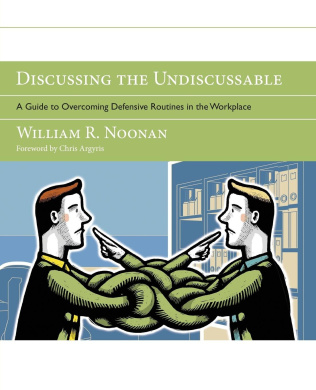 DISCUSSING THE UNDISCUSSABLE
A Guide to Overcoming Defensive Routines in the Workplace
WILLIAM R. NOONAN
Foreword by Chris Argyris